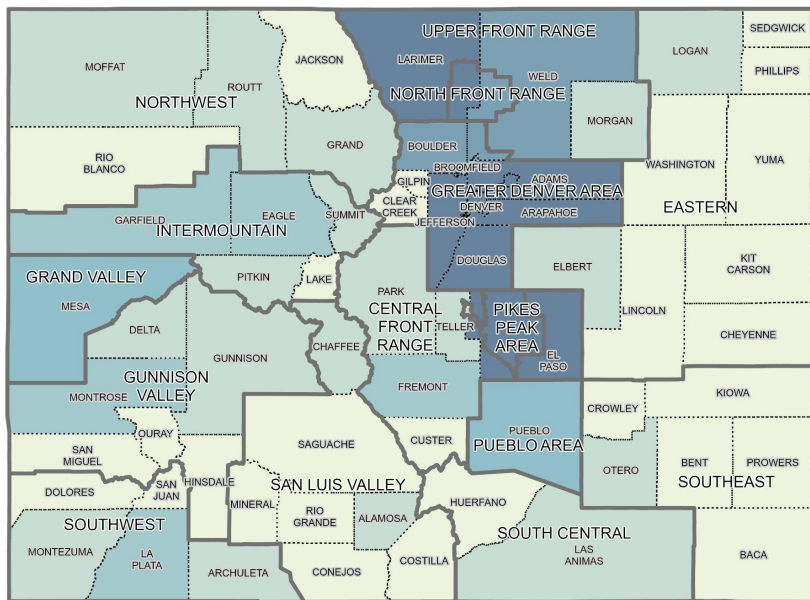 SEDGWICK
UPPER FRONT RANGE
LOGAN
LARIMER
JACKSON
MOFFAT
PHILLIPS
WELD
ROUTT
NORTH FRONT RANGE
NORTHWEST
MORGAN
GRAND
BOULDER
RIO
BLANCO
WASHINGTON
YUMA
BROOMFIELD
ADAMS
GILPIN
GREATER DENVER AREA
CLEAR
CREEK
DENVER
EASTERN
EAGLE
SUMMIT
GARFIELD
JEFFERSON
ARAPAHOE
INTERMOUNTAIN
DOUGLAS
KIT
CARSON
ELBERT
GRAND VALLEY
PITKIN
LAKE
PARK
MESA
CENTRAL
FRONT
RANGE
PIKES
PEAK
AREA
LINCOLN
TELLER
DELTA
CHEYENNE
CHAFFEE
GUNNISON
EL
PASO
GUNNISON
VALLEY
FREMONT
KIOWA
MONTROSE
CROWLEY
PUEBLO
PUEBLO AREA
OURAY
CUSTER
SAGUACHE
SAN
MIGUEL
OTERO
BENT
PROWERS
SOUTHEAST
HINSDALE
SAN
JUAN
SAN LUIS VALLEY
DOLORES
HUERFANO
MINERAL
RIO
GRANDE
ALAMOSA
SOUTHWEST
SOUTH CENTRAL
MONTEZUMA
LA
PLATA
LAS
ANIMAS
BACA
COSTILLA
ARCHULETA
CONEJOS